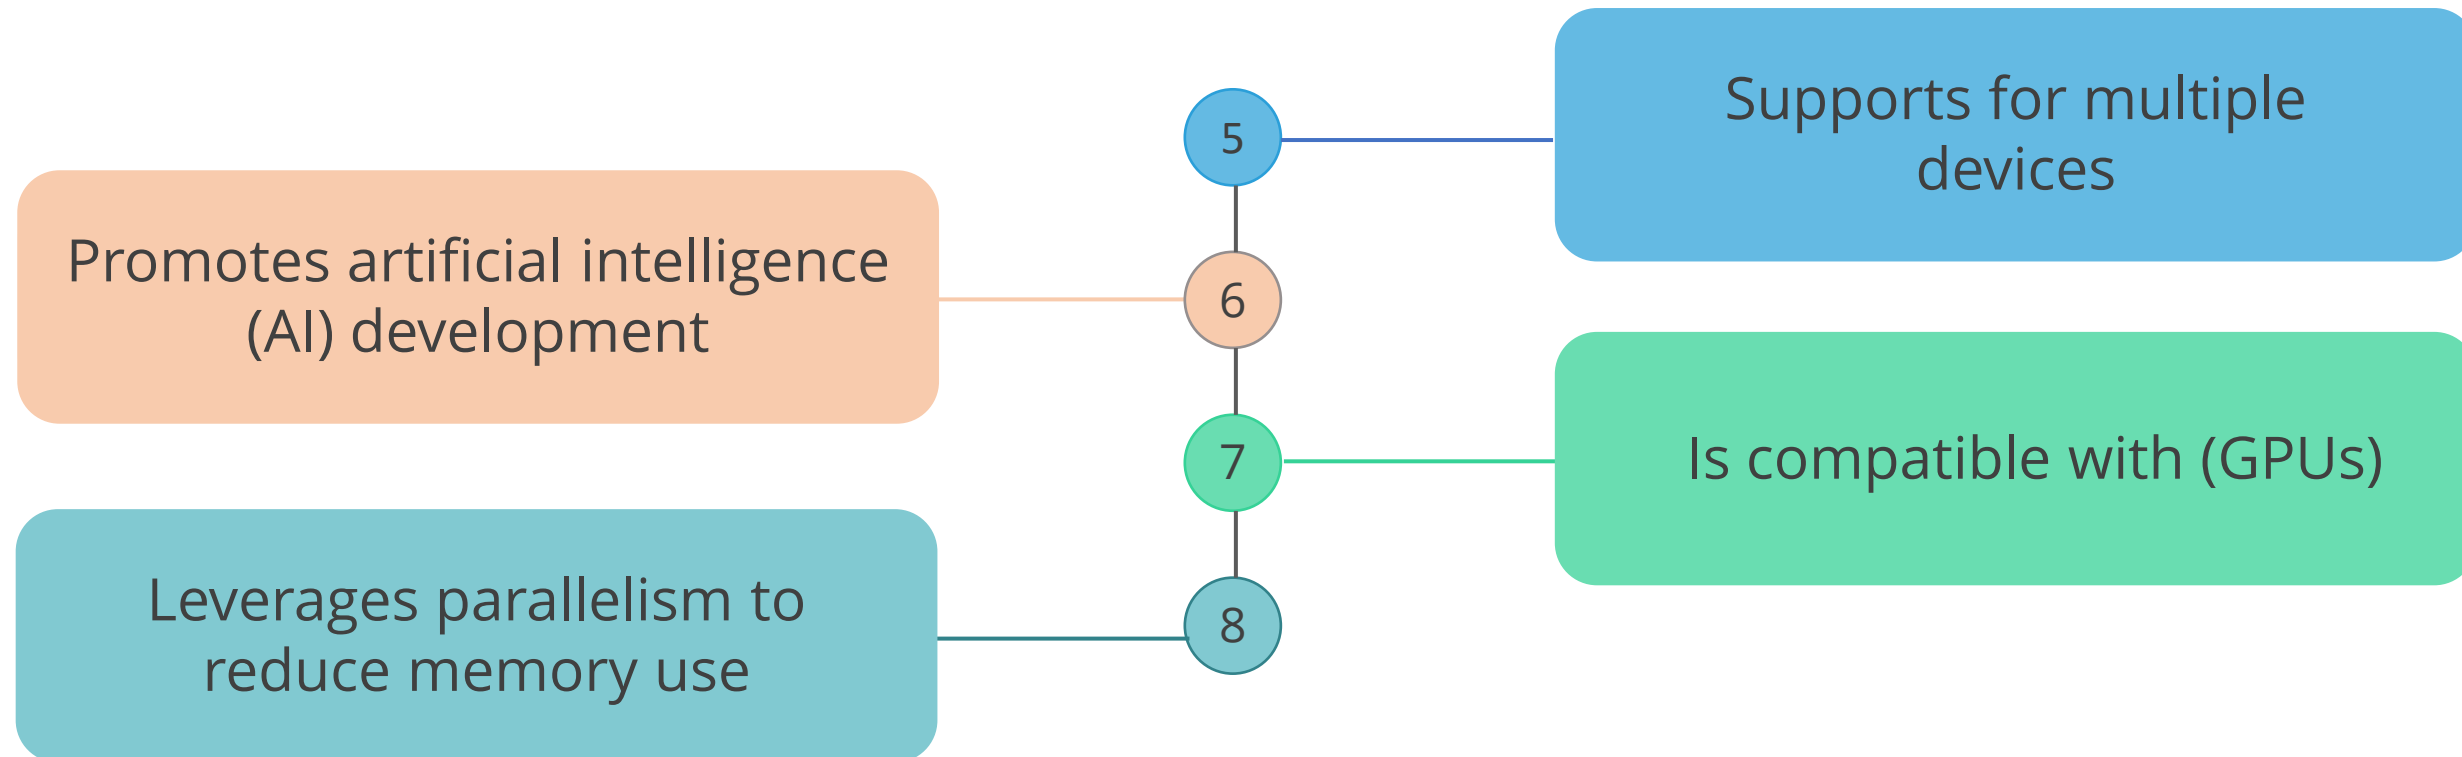 5
Supports for multiple
devices
6
Promotes artificial intelligence
(AI) development
7
Is compatible with (GPUs)
8
Leverages parallelism to
reduce memory use